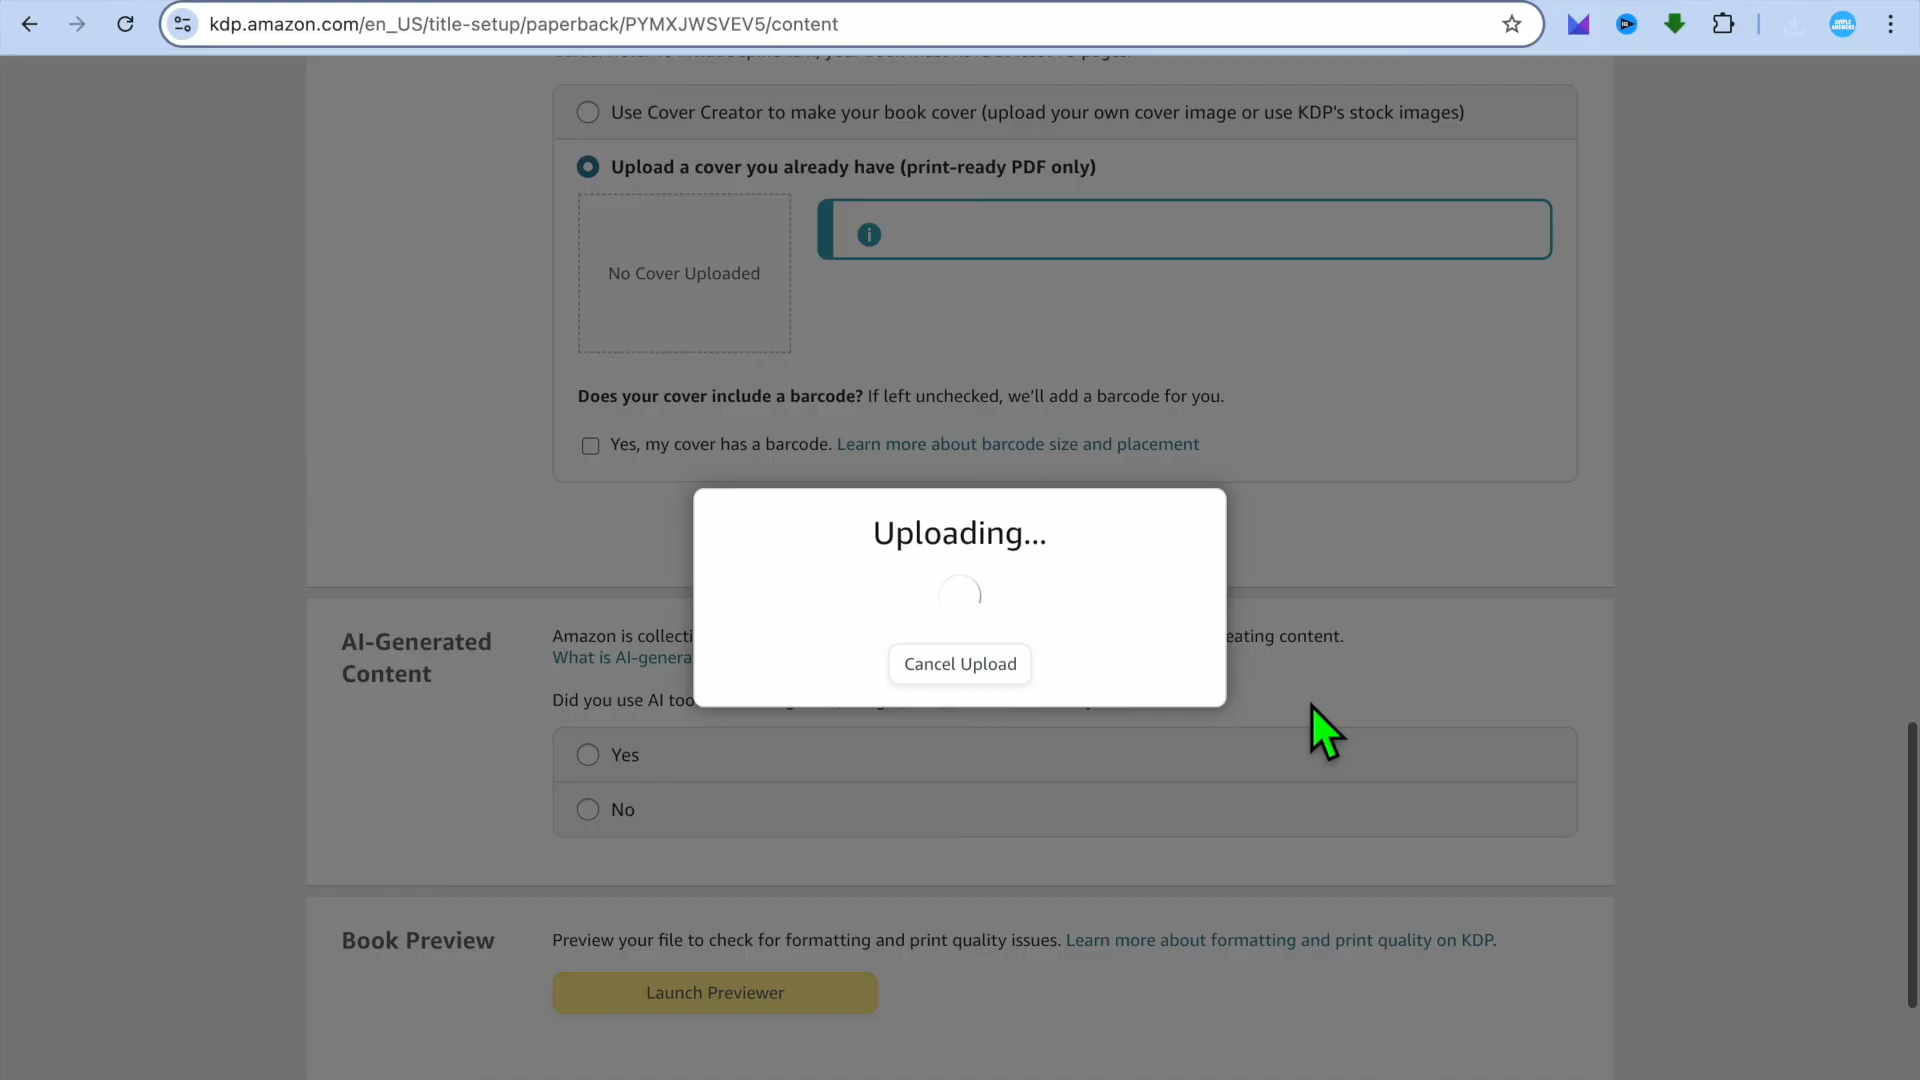 kdp.amazon.com/en_US/title-setup/paperback/PYMXJWSVEV5/content
Use Cover Creator to make your book cover (upload your own cover image or use KDP's stock images)
Upload a cover you already have (print-ready PDF only)
No Cover Uploaded
Does your cover include a barcode? If left unchecked, we'll add a barcode for you.
Yes, my cover has a barcode. Learn more about barcode size and placement
Uploading...
Cancel Upload
AI-Generated
Content
Amazon is collecti
eating content.
What is AI-genera
Did you use AI too
Yes
No
Book Preview
Preview your file to check for formatting and print quality issues. Learn more about formatting and print quality on KDP.
Launch Previewer